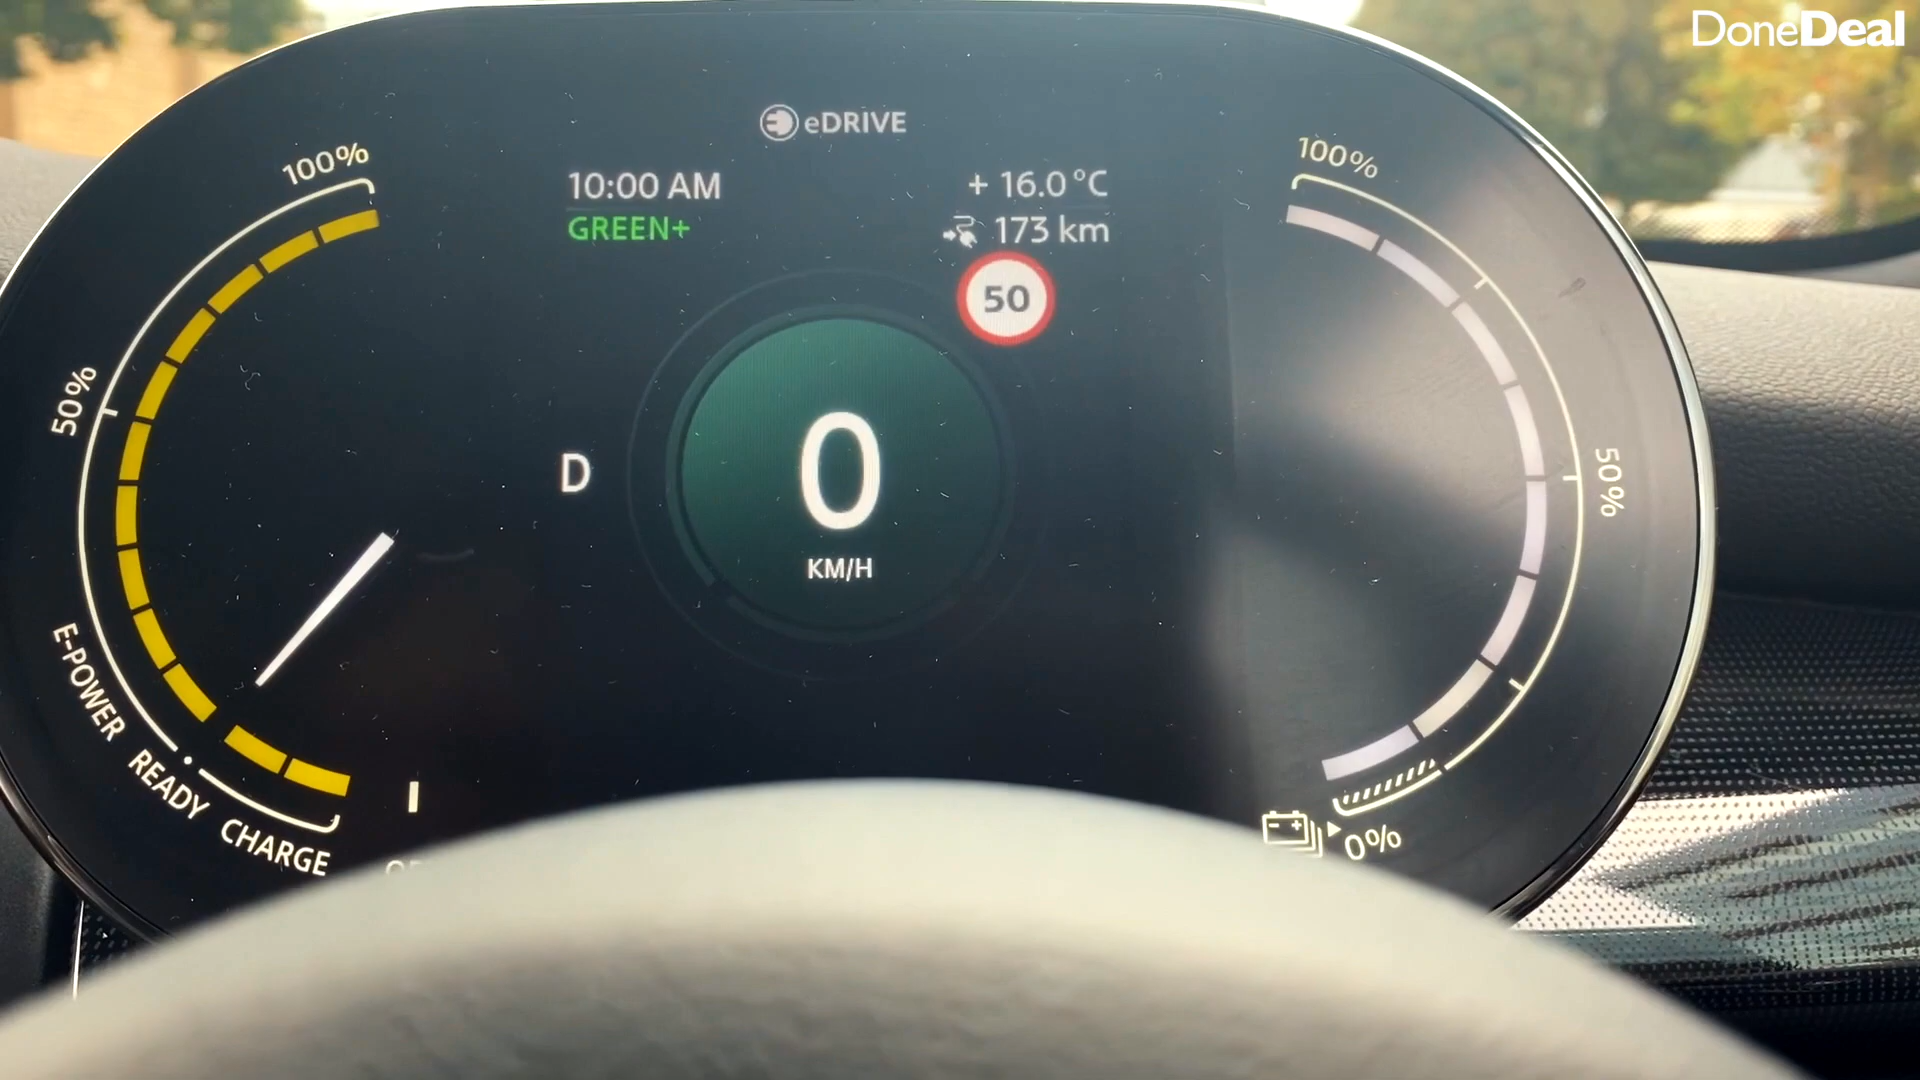 DoneDeal
eDRIVE
10:00 AM
+ 16.0 °C
GREEN+
173 km
50
100%
50%
E-POWER
READY
CHARGE
D
0
KM/H
100%
50%
0%